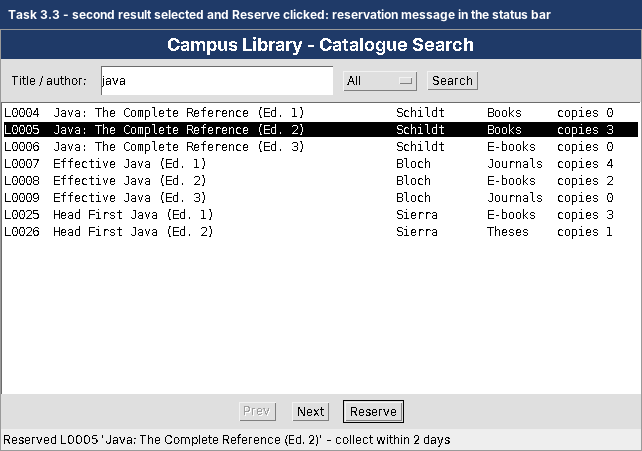 Task 3.3 - second result selected and Reserve clicked: reservation message in the status bar
Campus Library - Catalogue Search
Title / author: java All Search
L0004 Java: The Complete Reference (Ed. 1) Schildt Books copies 0
L0005 Java: The Complete Reference (Ed. 2) Schildt Books copies 3
L0006 Java: The Complete Reference (Ed. 3) Schildt E-books copies 0
L0007 Effective Java (Ed. 1) Bloch Journals copies 4
L0008 Effective Java (Ed. 2) Bloch E-books copies 2
L0009 Effective Java (Ed. 3) Bloch Journals copies 0
L0025 Head First Java (Ed. 1) Sierra E-books copies 3
L0026 Head First Java (Ed. 2) Sierra Theses copies 1
Prev Next Reserve
Reserved L0005 'Java: The Complete Reference (Ed. 2)' - collect within 2 days